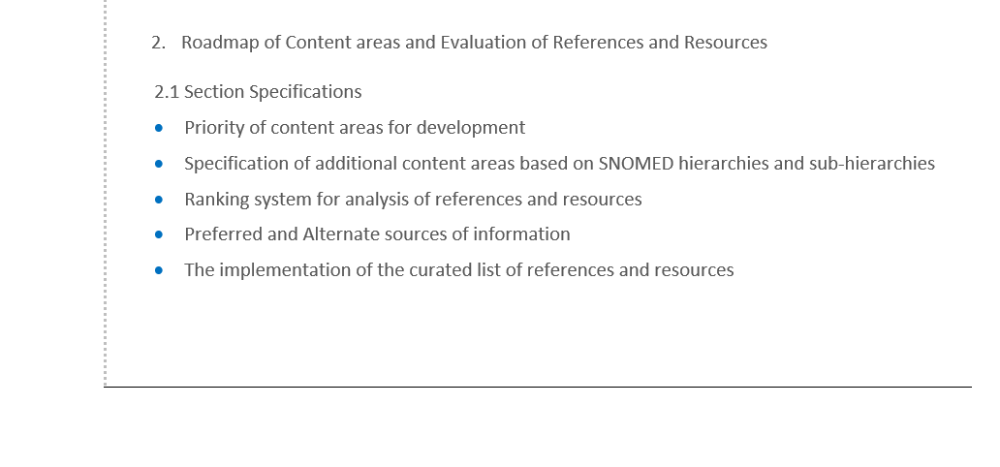 2. Roadmap of Content areas and Evaluation of References and Resources
2.1 Section Specifications
• Priority of content areas for development
• Specification of additional content areas based on SNOMED hierarchies and sub-hierarchies
• Ranking system for analysis of references and resources
• Preferred and Alternate sources of information
• The implementation of the curated list of references and resources